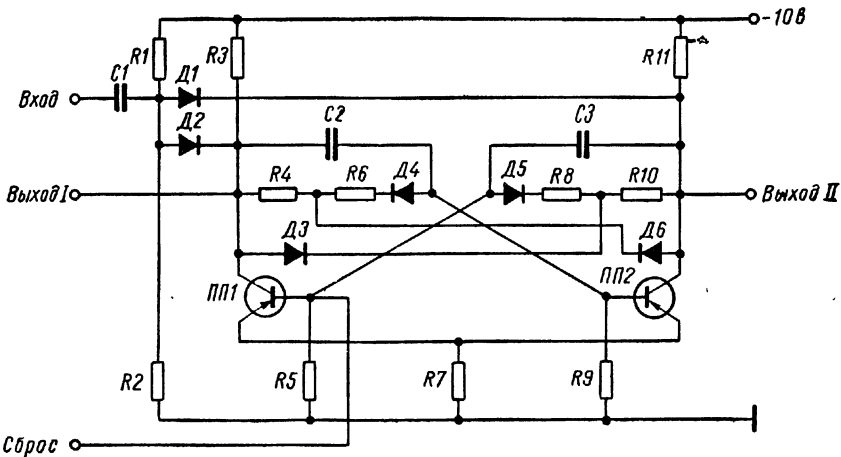 -10в
R1
R3
R11
C1
Д1
Вход
Д2
C2
C3
R4
R6
Д4
Д5
R8
R10
Выход I
Выход II
Д3
Д6
ПП1
ПП2
R2
R5
R7
R9
Сброс